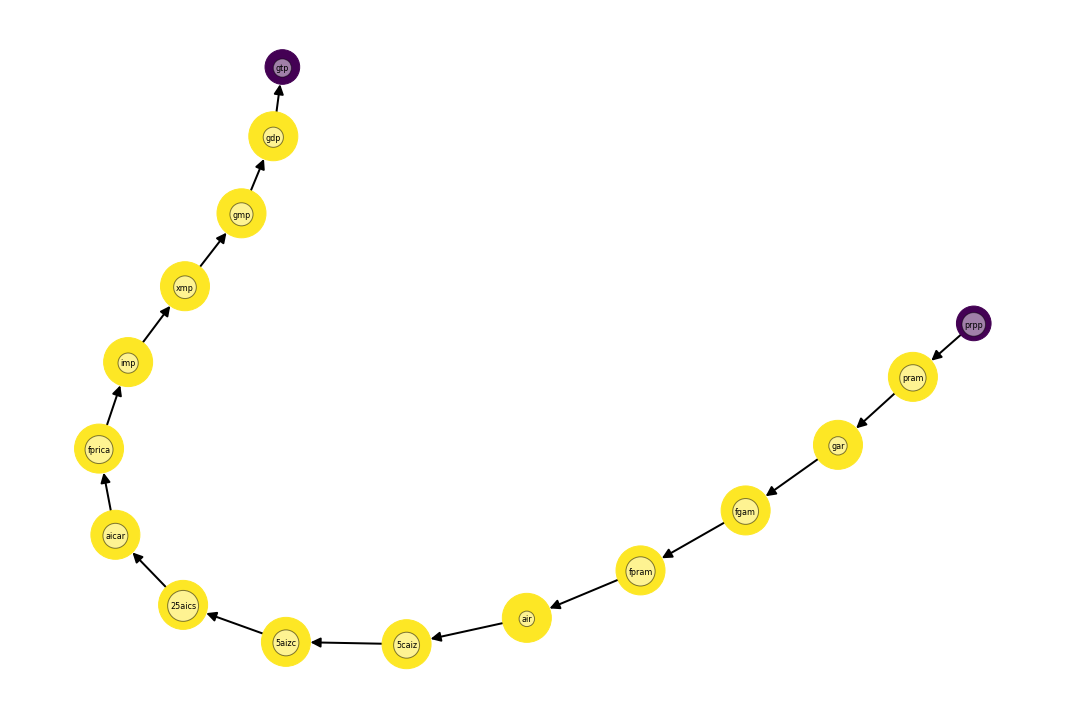 gtp
gdp
gmp
xmp
imp
fprica
aicar
25aics
5aizc
5caiz
air
fpram
fgam
gar
pram
prpp